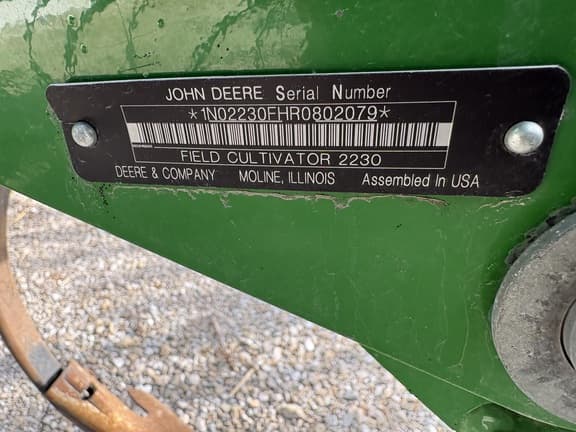 JOHN DEERE Serial Number
*1N02230FHR0802079*
FIELD CULTIVATOR 2230
DEERE & COMPANY MOLINE, ILLINOIS Assembled In USA